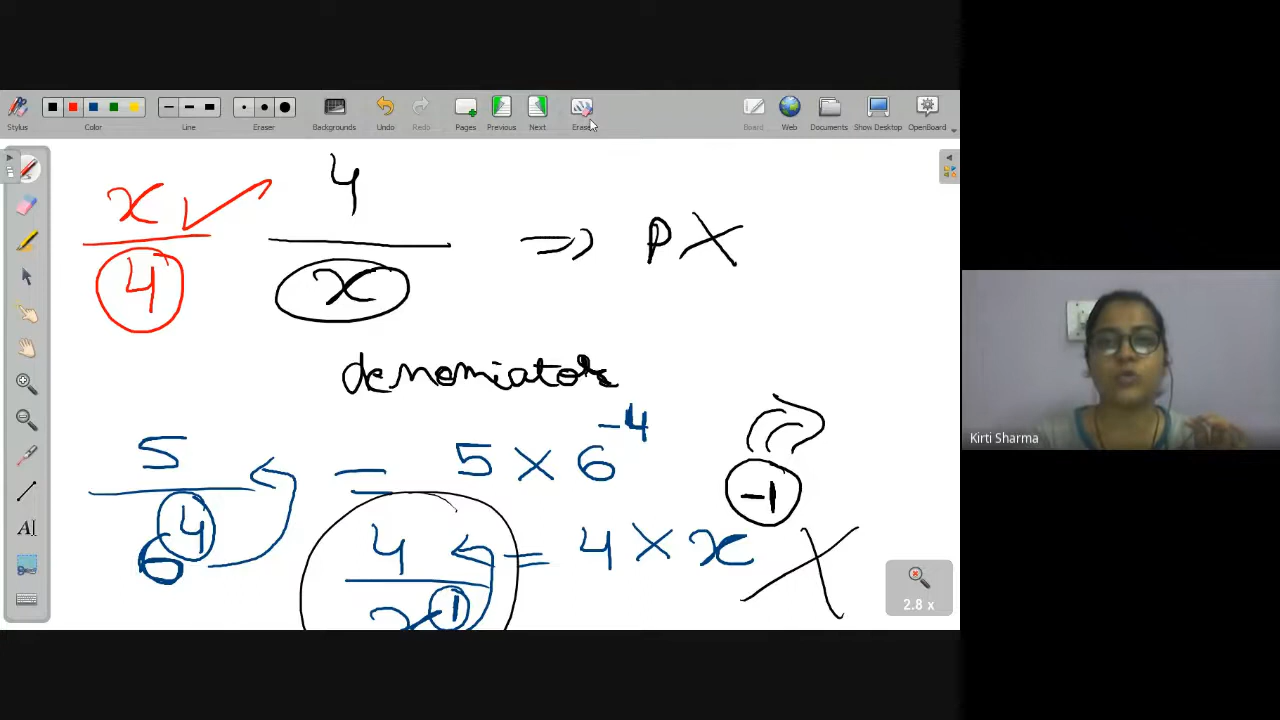 Stylus Color Line Eraser Backgrounds Undo Redo Pages Previous Next Erase Board Web Documents Show Desktop OpenBoard
x/4 4/x ⇒ P X
denomiator
5/6^4 = 5 × 6^-4
4/x^1 = 4 × x^-1 X
2.8 x
Kirti Sharma